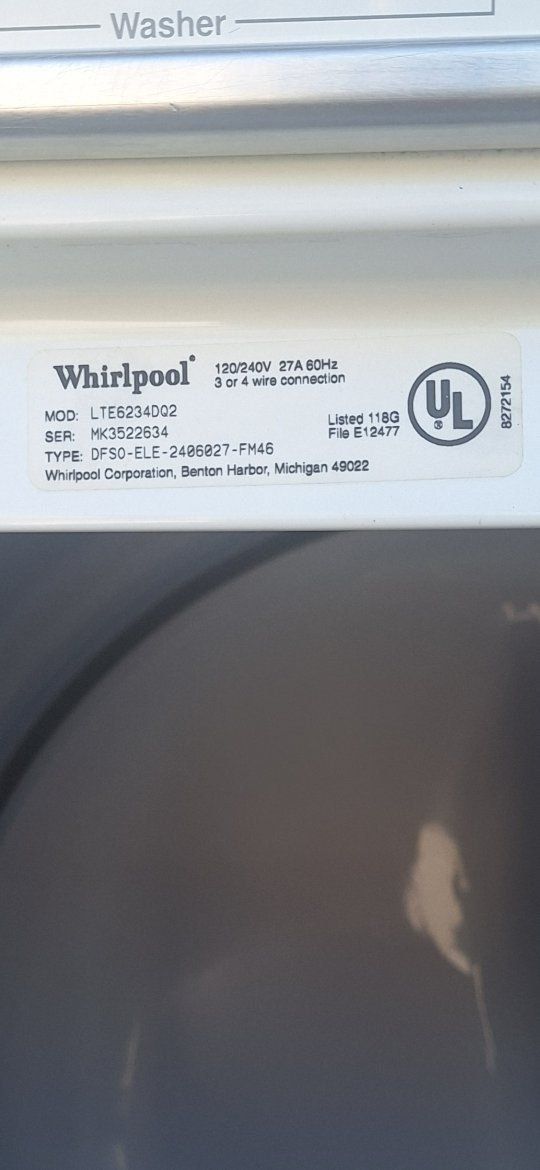 Washer
Whirlpool®
120/240V 27A 60Hz
3 or 4 wire connection
MOD: LTE6234DQ2
SER: MK3522634
TYPE: DFSO-ELE-2406027-FM46
Whirlpool Corporation, Benton Harbor, Michigan 49022
Listed 118G
File E12477
UL®
8272154